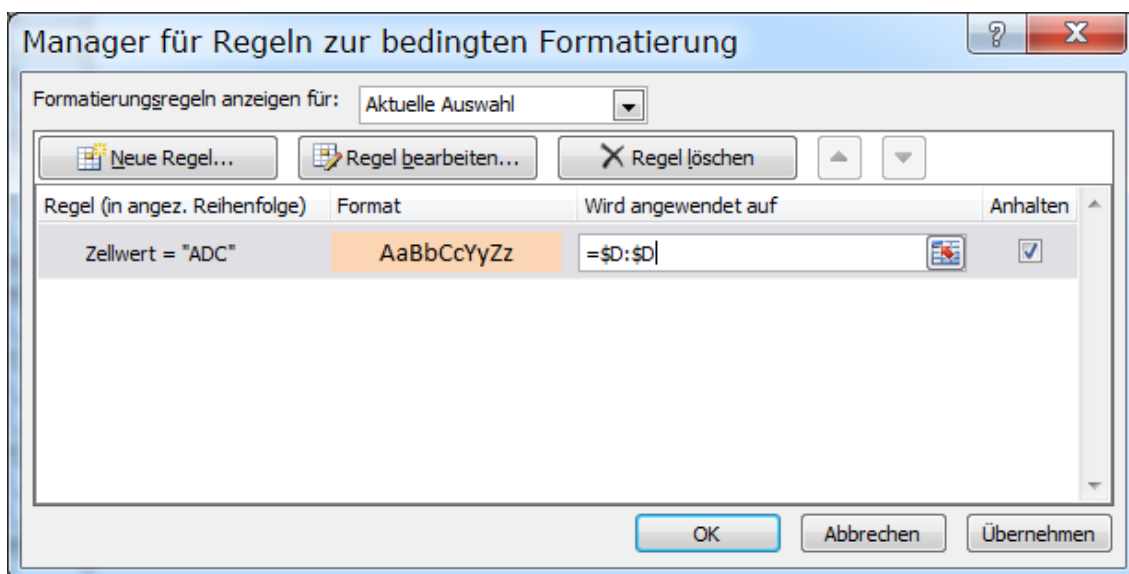 Manager für Regeln zur bedingten Formatierung
Formatierungsregeln anzeigen für: Aktuelle Auswahl
Neue Regel... Regel bearbeiten... Regel löschen
Regel (in angez. Reihenfolge) Format Wird angewendet auf Anhalten
Zellwert = "ADC" AaBbCcYyZz =$D:$D
OK Abbrechen Übernehmen